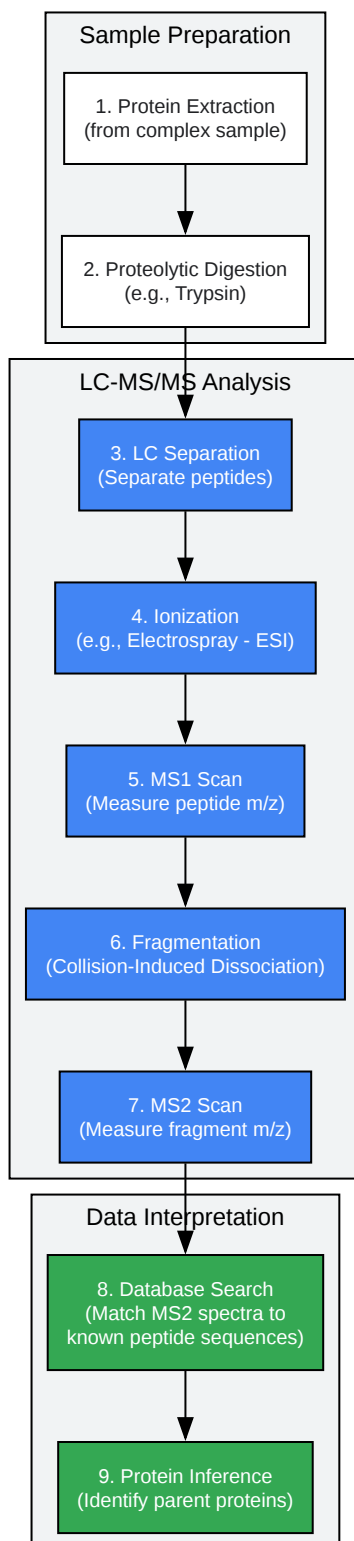 Sample Preparation
1. Protein Extraction
(from complex sample)
2. Proteolytic Digestion
(e.g., Trypsin)
LC-MS/MS Analysis
3. LC Separation
(Separate peptides)
4. Ionization
(e.g., Electrospray - ESI)
5. MS1 Scan
(Measure peptide m/z)
6. Fragmentation
(Collision-Induced Dissociation)
7. MS2 Scan
(Measure fragment m/z)
Data Interpretation
8. Database Search
(Match MS2 spectra to
known peptide sequences)
9. Protein Inference
(Identify parent proteins)